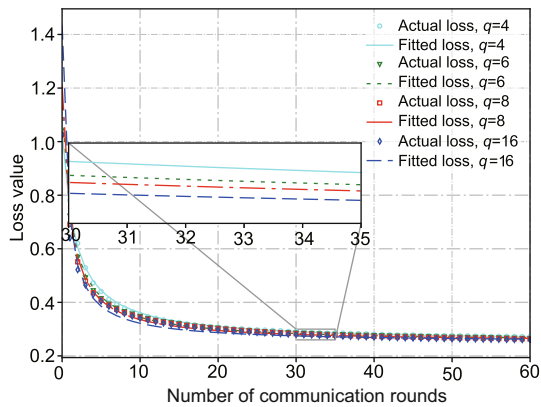 Loss value
1.4
1.2
1.0
0.8
0.6
0.4
0.2
Actual loss, q=4
Fitted loss, q=4
Actual loss, q=6
Fitted loss, q=6
Actual loss, q=8
Fitted loss, q=8
Actual loss, q=16
Fitted loss, q=16
30 31 32 33 34 35
0 10 20 30 40 50 60
Number of communication rounds